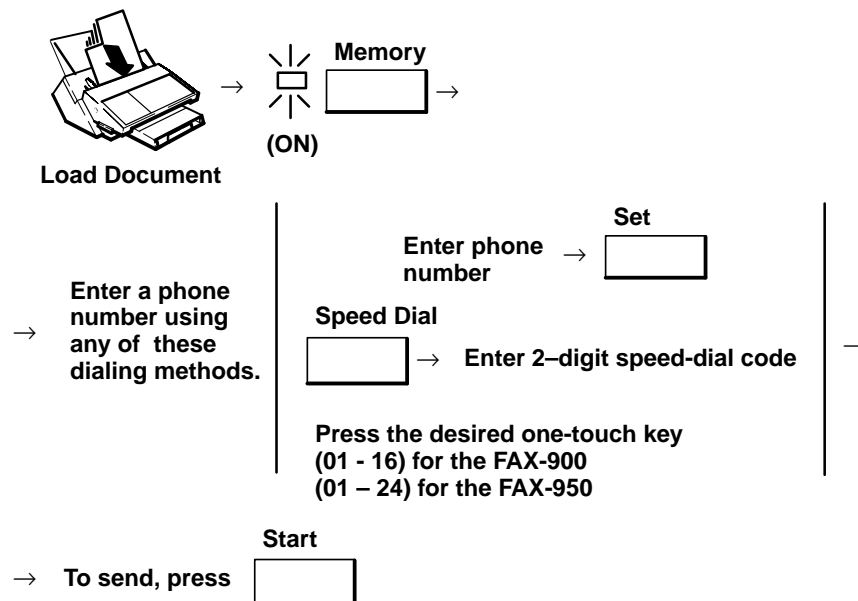 Memory
(ON)
Load Document
→ Enter a phone
number using
any of these
dialing methods.
Set
Enter phone →
number
Speed Dial
→ Enter 2–digit speed-dial code
Press the desired one-touch key
(01 - 16) for the FAX-900
(01 – 24) for the FAX-950
Start
→ To send, press